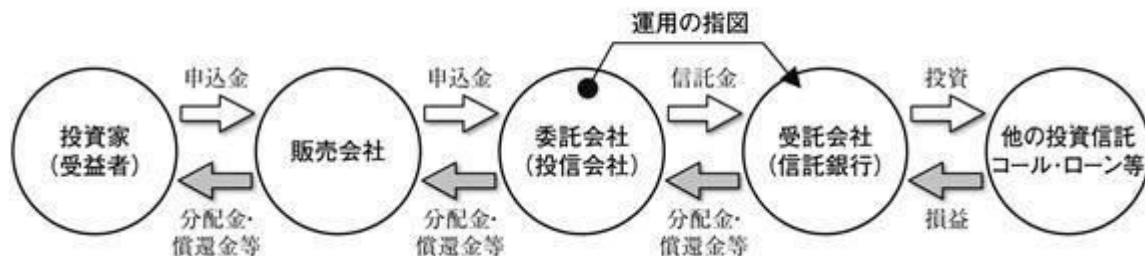 運用の指図
申込金
申込金
信託金
投資
投資家
(受益者)
販売会社
委託会社
(投信会社)
受託会社
(信託銀行)
他の投資信託
コール・ローン等
分配金・
償還金等
分配金・
償還金等
分配金・
償還金等
損益